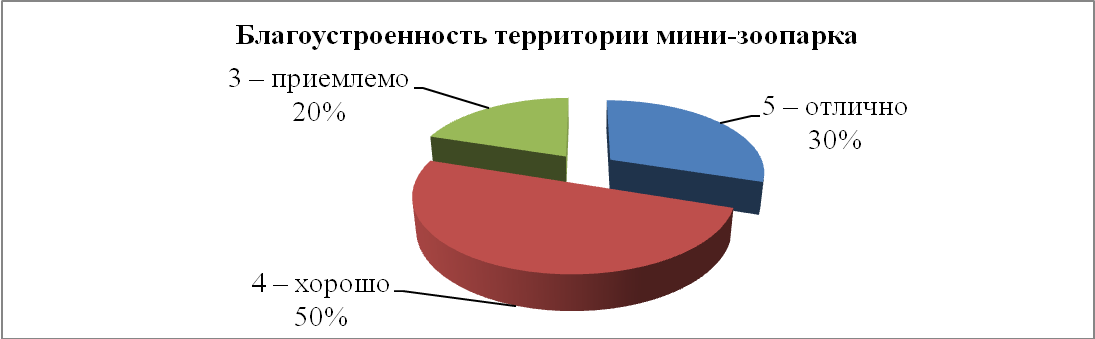 Благоустроенность территории мини-зоопарка
3 – приемлемо
20%
5 – отлично
30%
4 – хорошо
50%